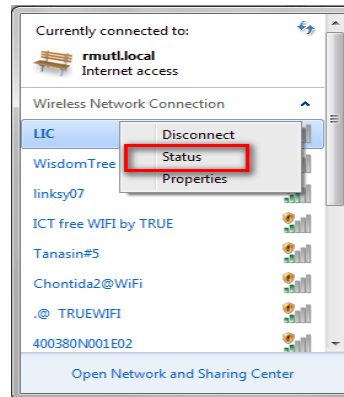 Currently connected to:
rmutl.local
Internet access
Wireless Network Connection
LIC
Disconnect
WisdomTree
Status
Properties
linksy07
ICT free WIFI by TRUE
Tanasin#5
Chontida2@WiFi
.@ TRUEWIFI
400380N001E02
Open Network and Sharing Center